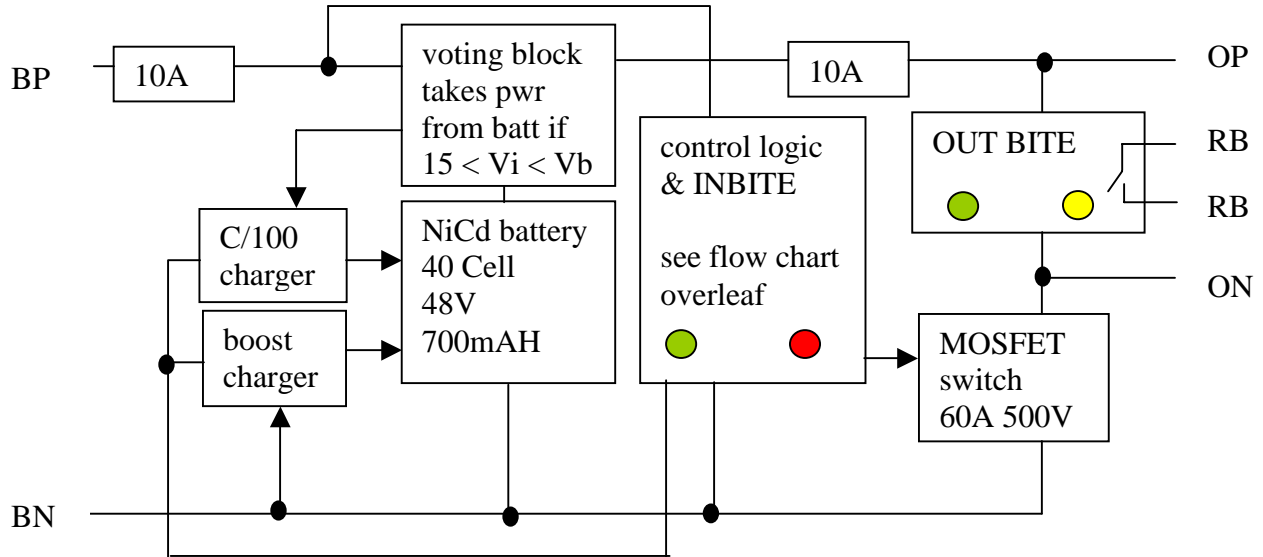 BP
10A
voting block
takes pwr
from batt if
15 < Vi < Vb
10A
OP
control logic
& INBITE
see flow chart
overleaf
OUT BITE
RB
RB
C/100
charger
NiCd battery
40 Cell
48V
700mAH
ON
boost
charger
MOSFET
switch
60A 500V
BN